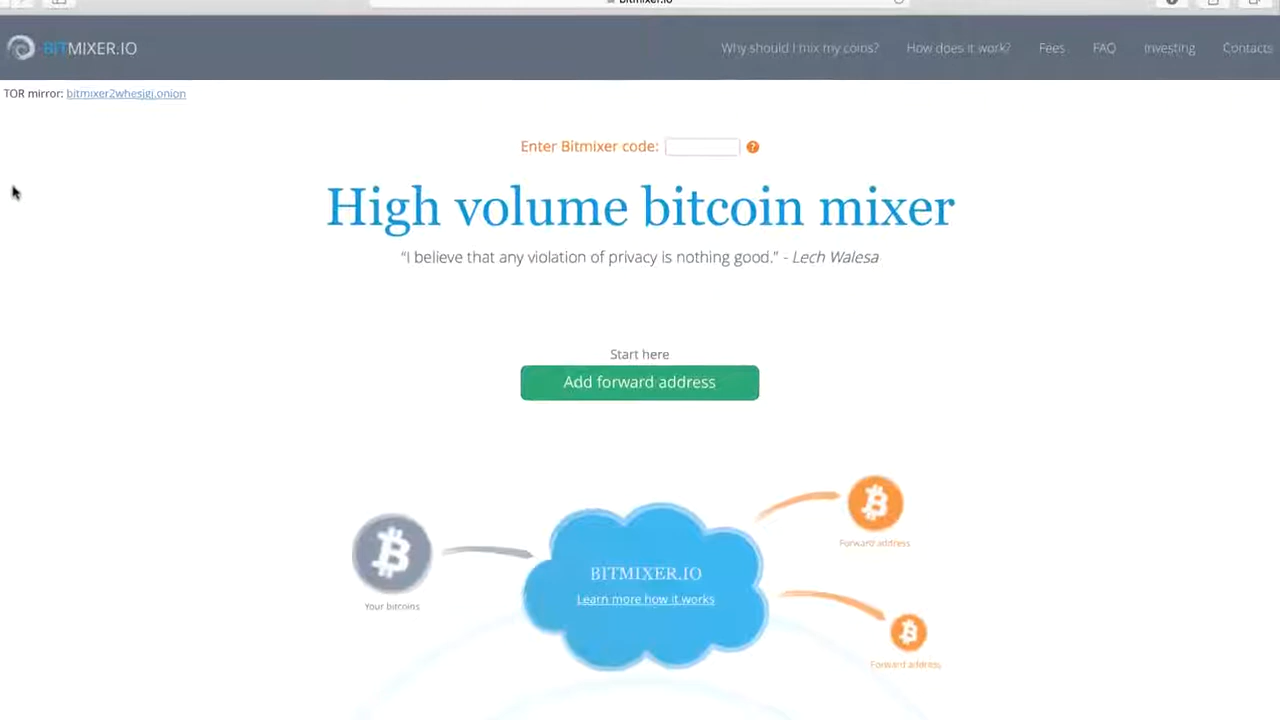 bitmixer.io
BITMIXER.IO
Why should I mix my coins? How does it work? Fees FAQ Investing Contacts
TOR mirror: bitmixer2whesjgj.onion
Enter Bitmixer code: ?
High volume bitcoin mixer
“I believe that any violation of privacy is nothing good.” - Lech Walesa
Start here
Add forward address
Forward address
BITMIXER.IO
Learn more how it works
Your bitcoins
Forward address